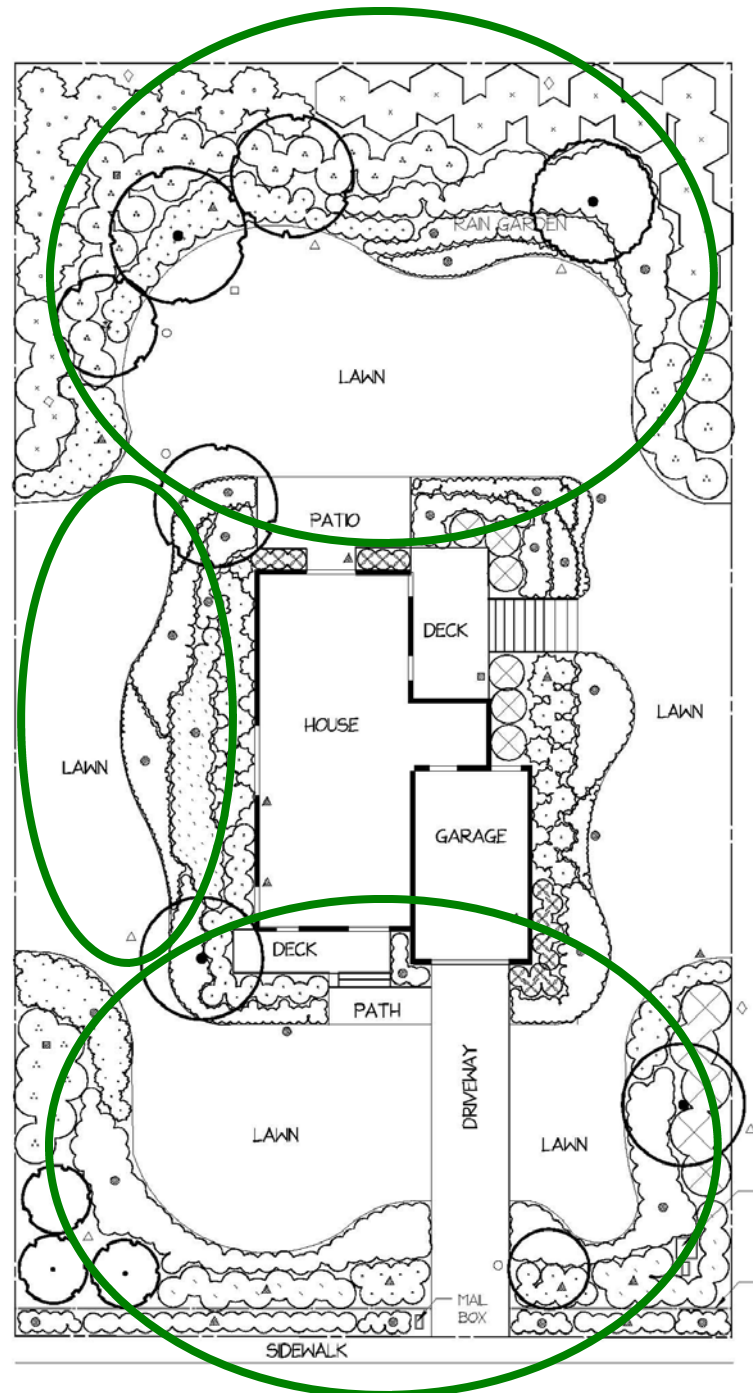 RAIN GARDEN
LAWN
PATIO
DECK
HOUSE
LAWN
LAWN
GARAGE
DECK
PATH
DRIVEWAY
LAWN
LAWN
MAIL
BOX
SIDEWALK